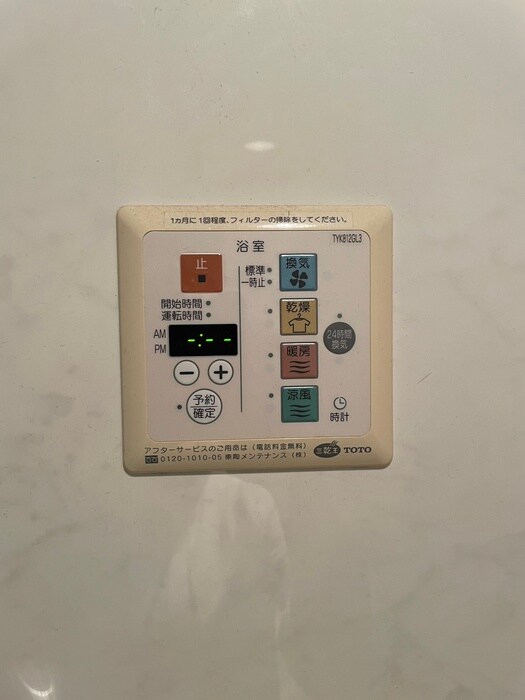 1ヵ月に1回程度、フィルターの掃除をしてください。
TYK812GL3
浴室
止
標準
一時止
換気
開始時間
運転時間
乾燥
24時間
換気
AM
PM
-:--
暖房
予約
確定
涼風
時計
アフターサービスのご用品は（電話料金無料）
0120-1010-05 東陶メンテナンス（株）
三乾王
TOTO